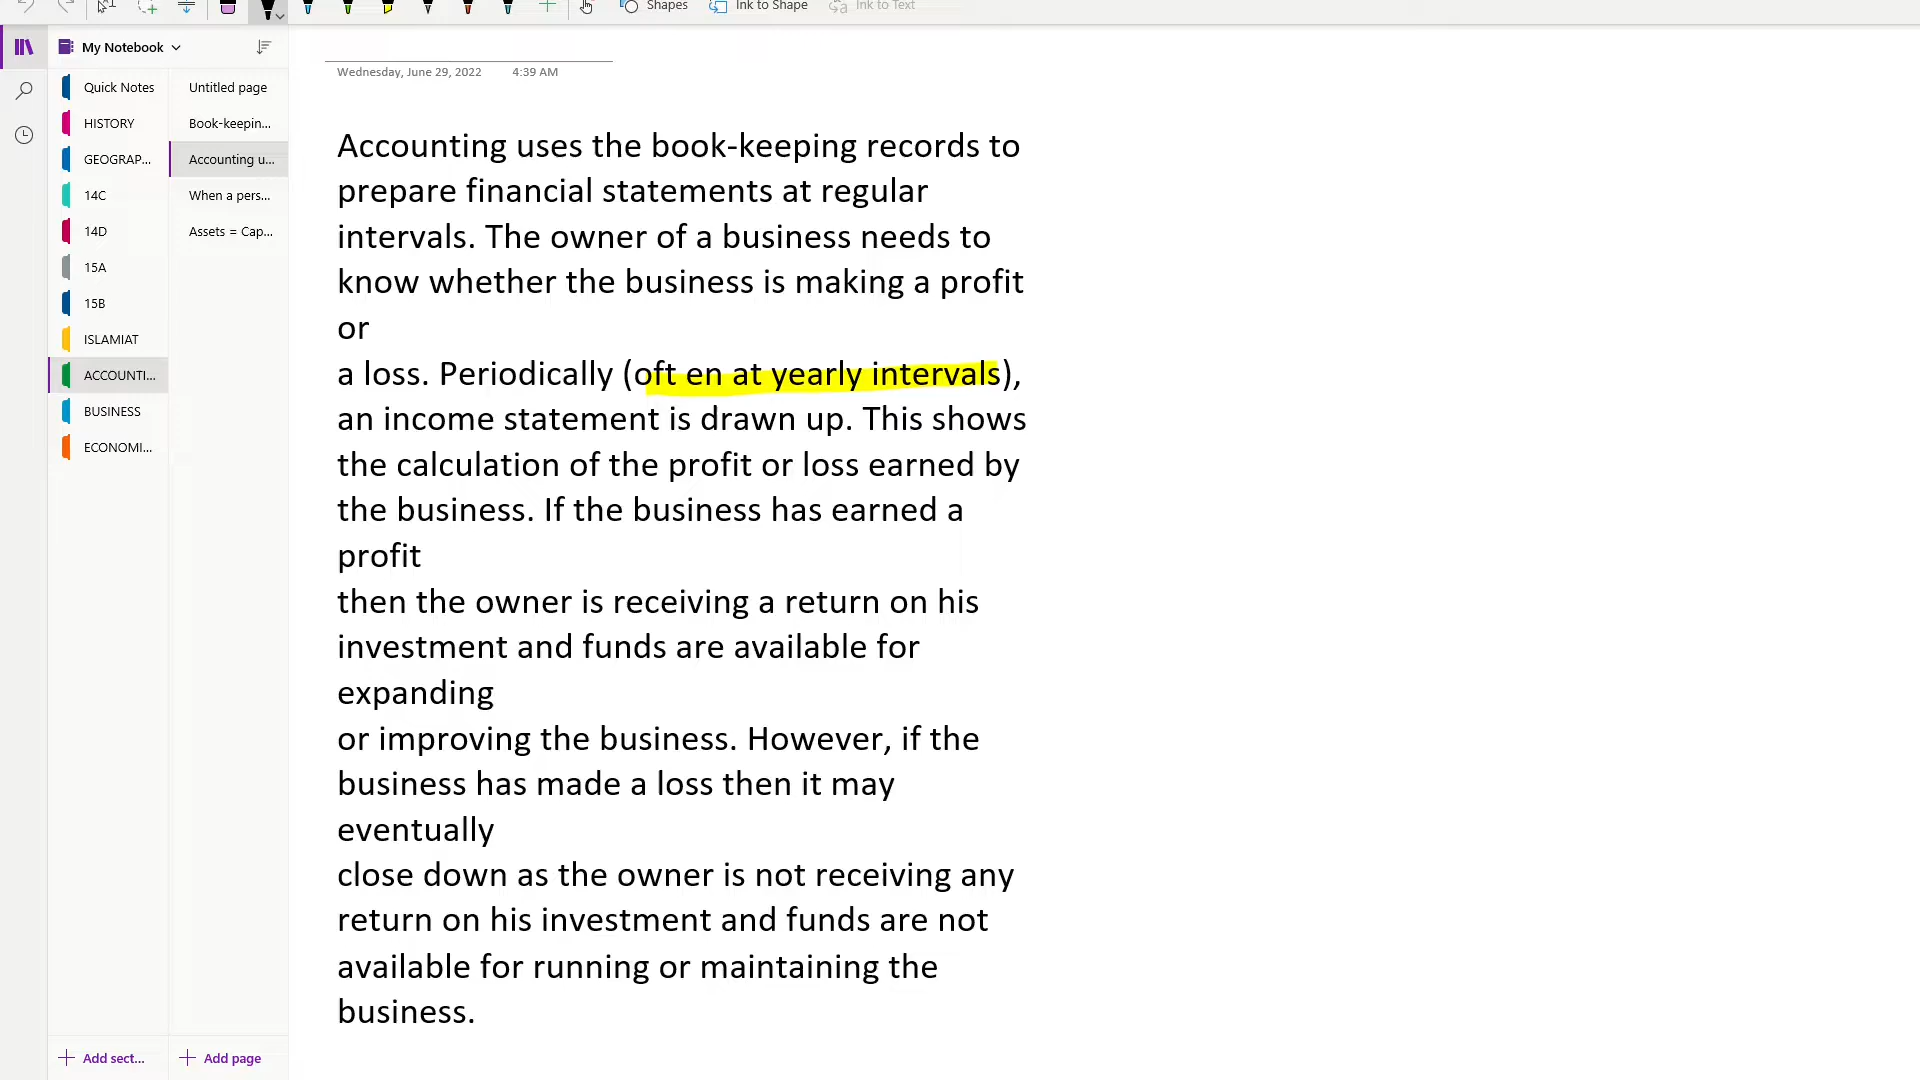 Shapes
Ink to Shape
Ink to Text
My Notebook
Quick Notes
HISTORY
GEOGRAP...
14C
14D
15A
15B
ISLAMIAT
ACCOUNTI...
BUSINESS
ECONOMI...
Add sect...
Untitled page
Book-keepin...
Accounting u...
When a pers...
Assets = Cap...
Add page
Wednesday, June 29, 2022 4:39 AM
Accounting uses the book-keeping records to
prepare financial statements at regular
intervals. The owner of a business needs to
know whether the business is making a profit
or
a loss. Periodically (oft en at yearly intervals),
an income statement is drawn up. This shows
the calculation of the profit or loss earned by
the business. If the business has earned a
profit
then the owner is receiving a return on his
investment and funds are available for
expanding
or improving the business. However, if the
business has made a loss then it may
eventually
close down as the owner is not receiving any
return on his investment and funds are not
available for running or maintaining the
business.